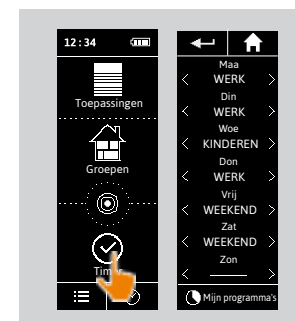 12:34
Toepassingen
Groepen
Maa
WERK
Din
WERK
Woe
KINDEREN
Don
WERK
Vrij
WEEKEND
Zat
WEEKEND
Zon
Mijn programma's